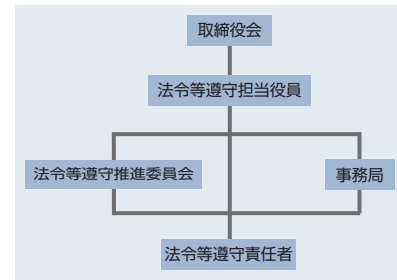 取締役会
法令等遵守担当役員
法令等遵守推進委員会
事務局
法令等遵守責任者